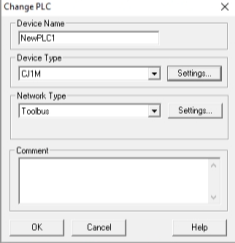 Change PLC
Device Name
NewPLC1
Device Type
CJ1M
Settings...
Network Type
Toolbus
Settings...
Comment
OK
Cancel
Help